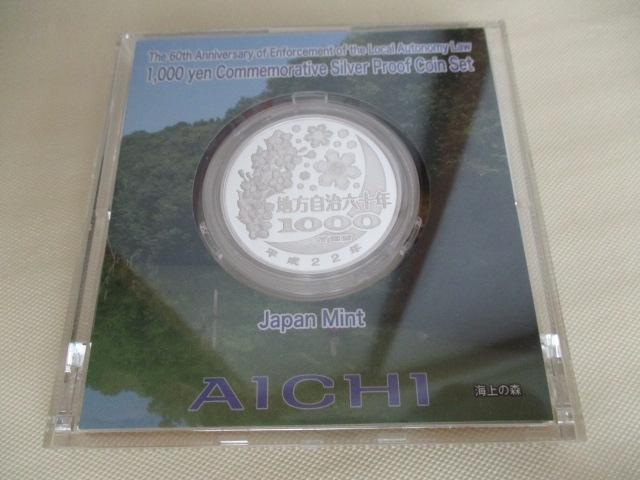 The 60th Anniversary of Enforcement of the Local Autonomy Law
1,000 yen Commemorative Silver Proof Coin Set
地方自治六十年
1000
平成22年
Japan Mint
AICHI
海上の森